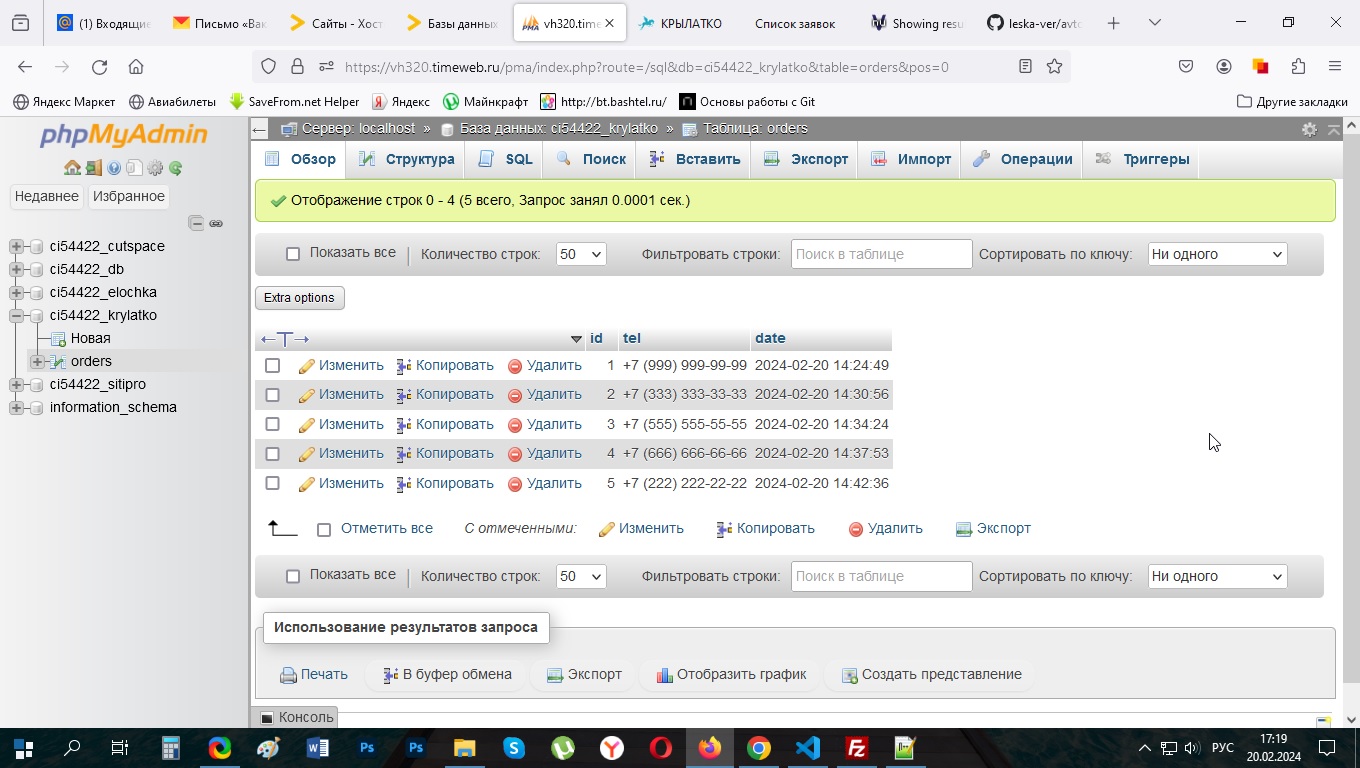 (1) Входящие
Письмо «Вак
Сайты - Хост
Базы данных
vh320.time
КРЫЛАТКО
Список заявок
Showing resu
leska-ver/avto
https://vh320.timeweb.ru/pma/index.php?route=/sql&db=ci54422_krylatko&table=orders&pos=0
Яндекс Маркет
Авиабилеты
SaveFrom.net Helper
Яндекс
Майнкрафт
http://bt.bashtel.ru/
Основы работы с Git
Другие закладки
phpMyAdmin
Недавнее Избранное
ci54422_cutspace
ci54422_db
ci54422_elochka
ci54422_krylatko
Новая
orders
ci54422_sitipro
information_schema
Сервер: localhost » База данных: ci54422_krylatko » Таблица: orders
Обзор Структура SQL Поиск Вставить Экспорт Импорт Операции Триггеры
Отображение строк 0 - 4 (5 всего, Запрос занял 0.0001 сек.)
Показать все | Количество строк: 50 Фильтровать строки: Поиск в таблице Сортировать по ключу: Ни одного
Extra options
id tel date
Изменить Копировать Удалить 1 +7 (999) 999-99-99 2024-02-20 14:24:49
Изменить Копировать Удалить 2 +7 (333) 333-33-33 2024-02-20 14:30:56
Изменить Копировать Удалить 3 +7 (555) 555-55-55 2024-02-20 14:34:24
Изменить Копировать Удалить 4 +7 (666) 666-66-66 2024-02-20 14:37:53
Изменить Копировать Удалить 5 +7 (222) 222-22-22 2024-02-20 14:42:36
Отметить все С отмеченными: Изменить Копировать Удалить Экспорт
Показать все | Количество строк: 50 Фильтровать строки: Поиск в таблице Сортировать по ключу: Ни одного
Использование результатов запроса
Печать В буфер обмена Экспорт Отобразить график Создать представление
Консоль
РУС
17:19
20.02.2024